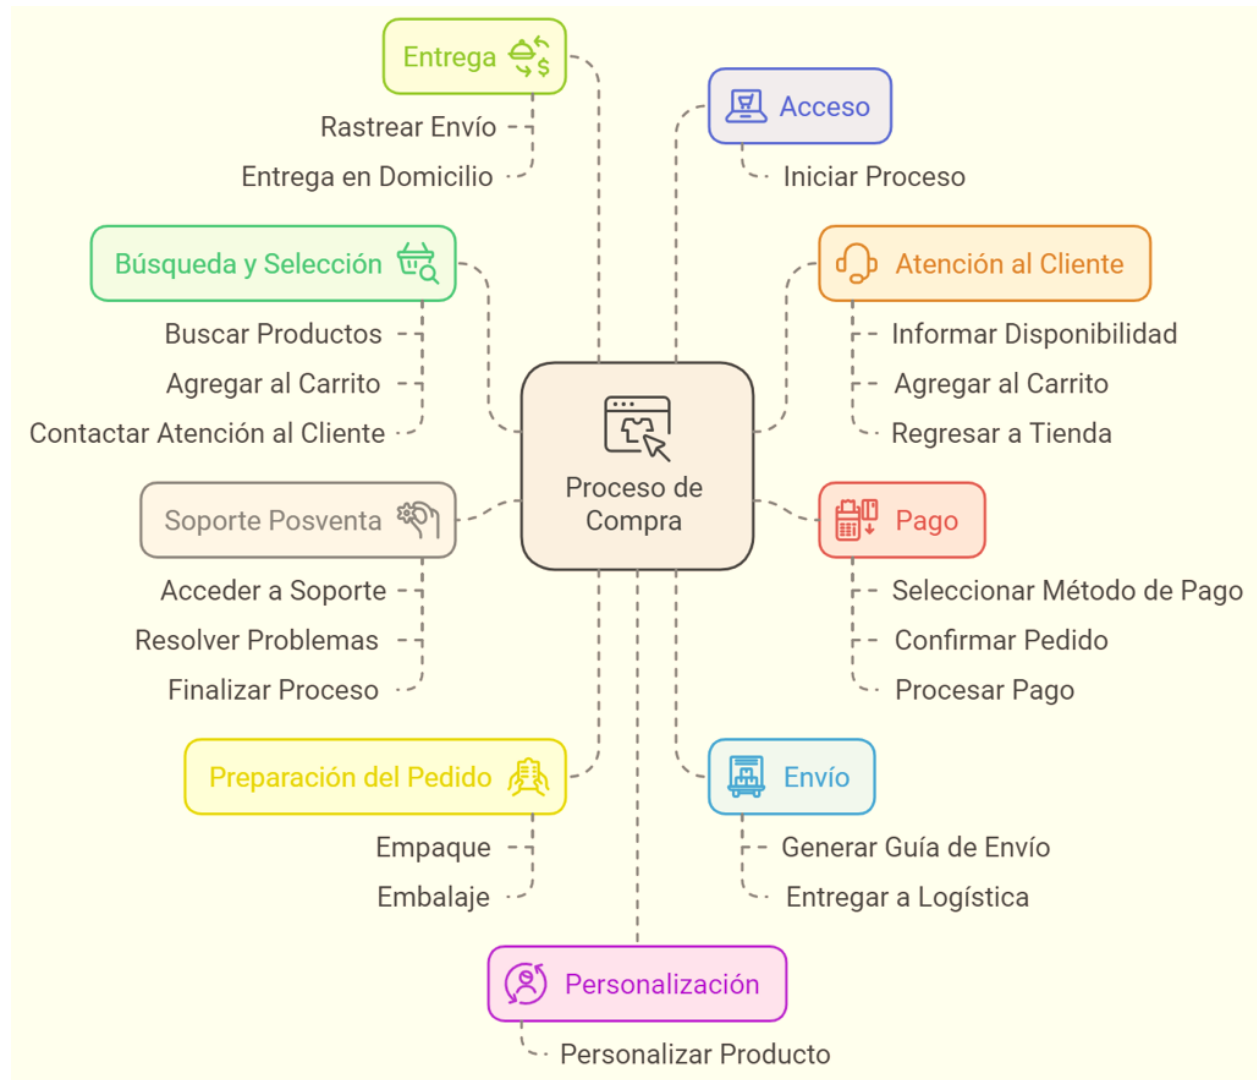 Entrega
Rastrear Envío
Entrega en Domicilio
Acceso
Iniciar Proceso
Búsqueda y Selección
Buscar Productos
Agregar al Carrito
Contactar Atención al Cliente
Atención al Cliente
Informar Disponibilidad
Agregar al Carrito
Regresar a Tienda
Proceso de
Compra
Soporte Posventa
Acceder a Soporte
Resolver Problemas
Finalizar Proceso
Pago
Seleccionar Método de Pago
Confirmar Pedido
Procesar Pago
Preparación del Pedido
Empaque
Embalaje
Envío
Generar Guía de Envío
Entregar a Logística
Personalización
Personalizar Producto